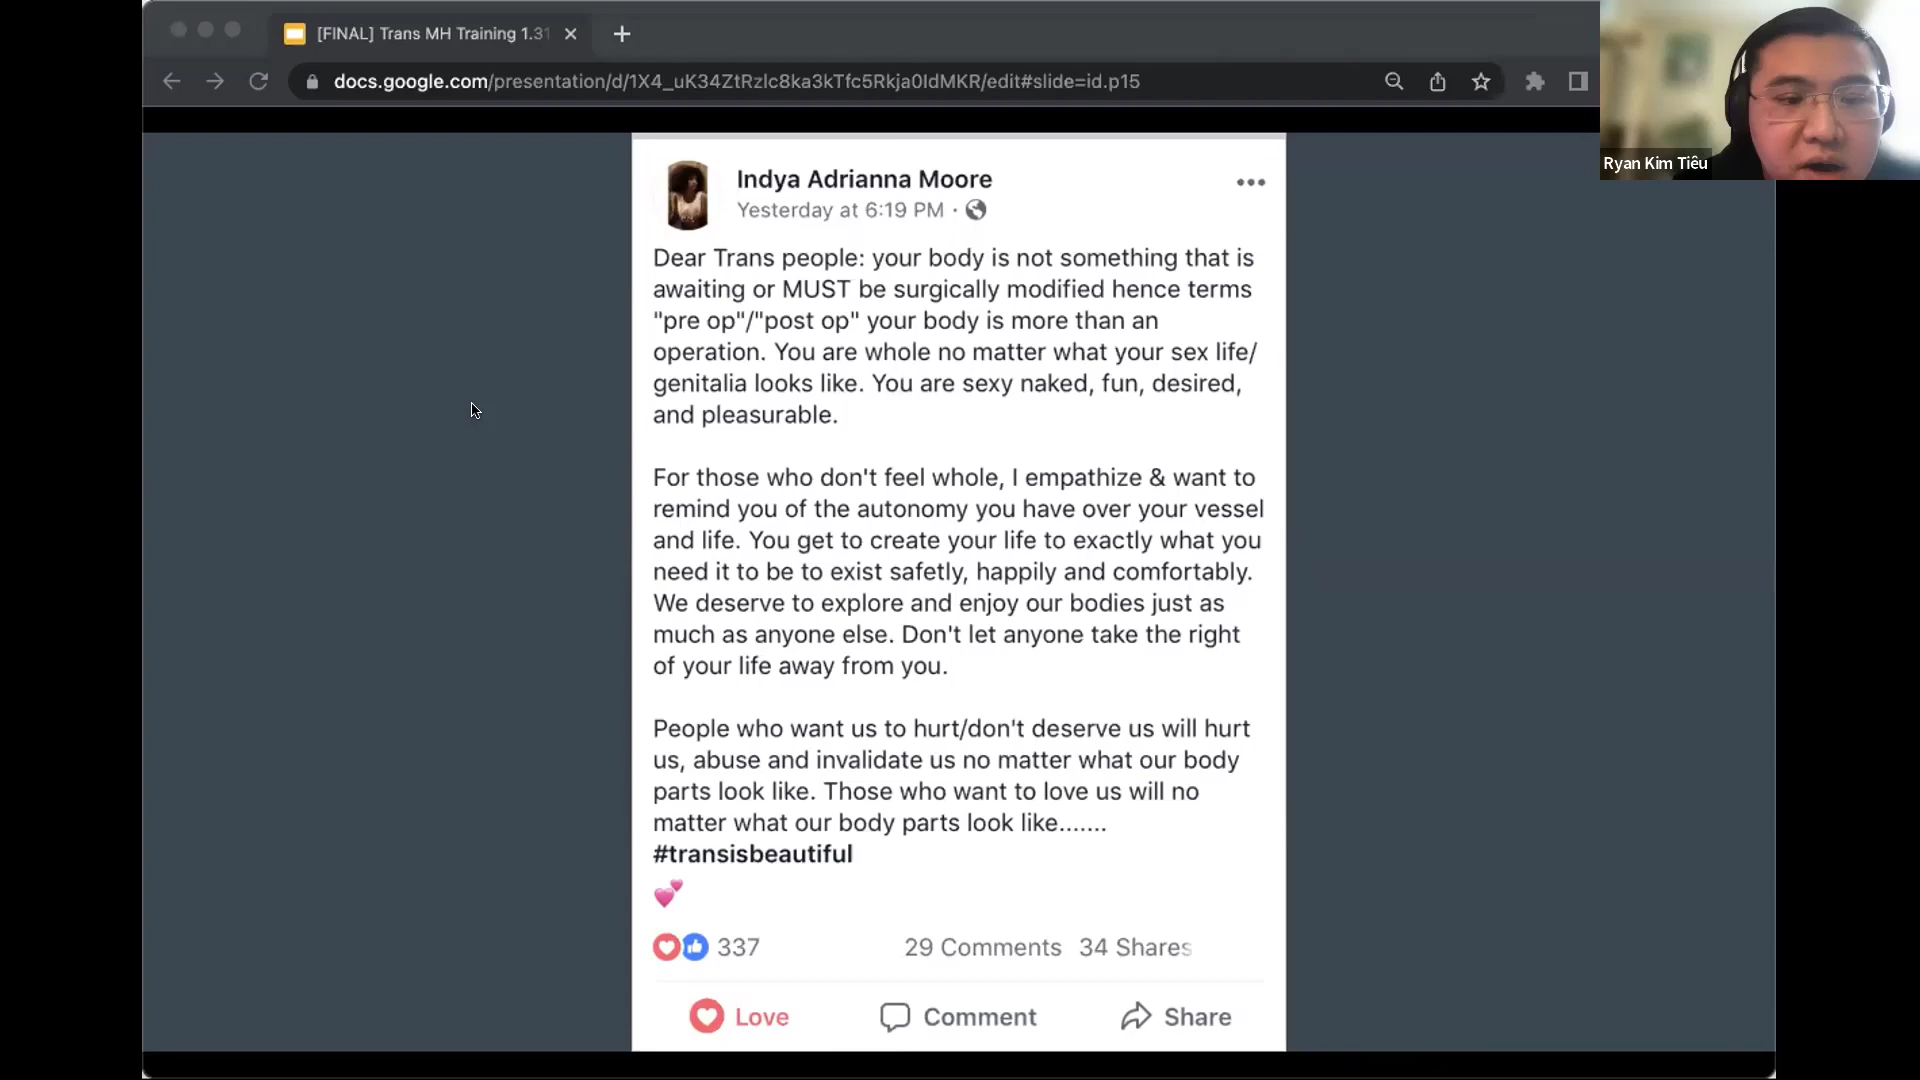 [FINAL] Trans MH Training 1.31
docs.google.com/presentation/d/1X4_uK34ZtRzlc8ka3kTfc5Rkja0IdMKR/edit#slide=id.p15
Ryan Kim Tiêu
Indya Adrianna Moore
Yesterday at 6:19 PM ·
Dear Trans people: your body is not something that is
awaiting or MUST be surgically modified hence terms
"pre op"/"post op" your body is more than an
operation. You are whole no matter what your sex life/
genitalia looks like. You are sexy naked, fun, desired,
and pleasurable.
For those who don't feel whole, I empathize & want to
remind you of the autonomy you have over your vessel
and life. You get to create your life to exactly what you
need it to be to exist safetly, happily and comfortably.
We deserve to explore and enjoy our bodies just as
much as anyone else. Don't let anyone take the right
of your life away from you.
People who want us to hurt/don't deserve us will hurt
us, abuse and invalidate us no matter what our body
parts look like. Those who want to love us will no
matter what our body parts look like.......
#transisbeautiful
💕
337 29 Comments 34 Shares
Love Comment Share